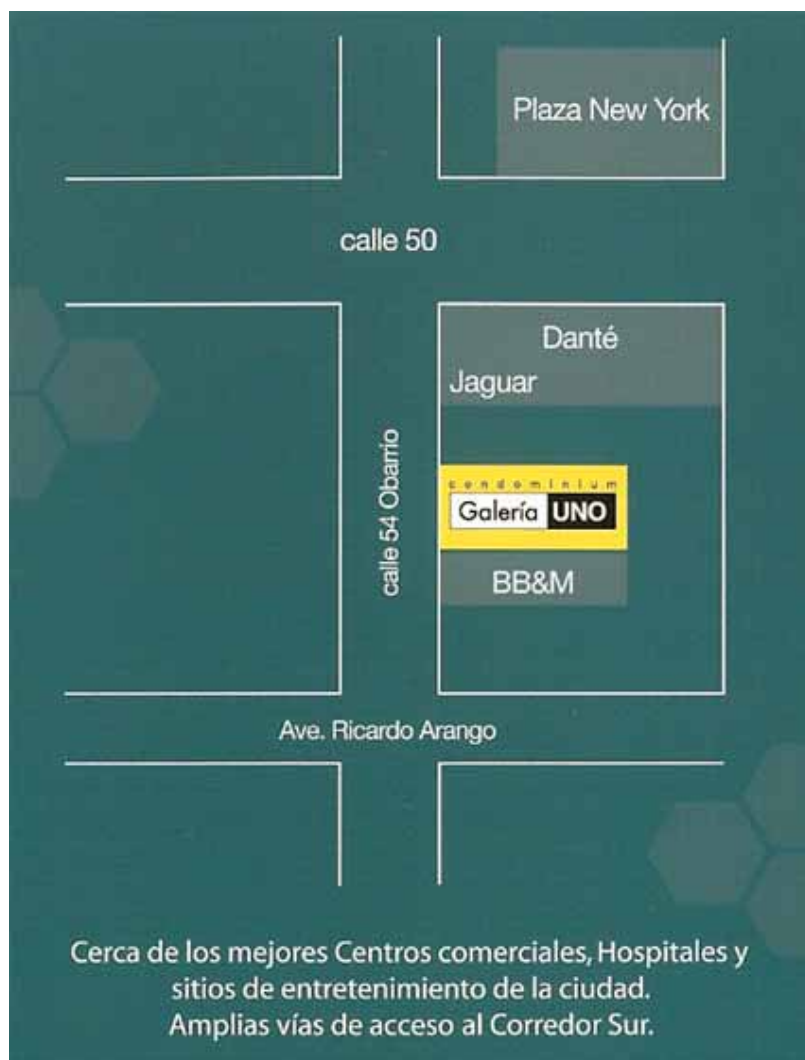 Plaza New York
calle 50
Danté
Jaguar
calle 54 Obarrio
condominium
Galería UNO
BB&M
Ave. Ricardo Arango
Cerca de los mejores Centros comerciales, Hospitales y
sitios de entretenimiento de la ciudad.
Amplias vías de acceso al Corredor Sur.